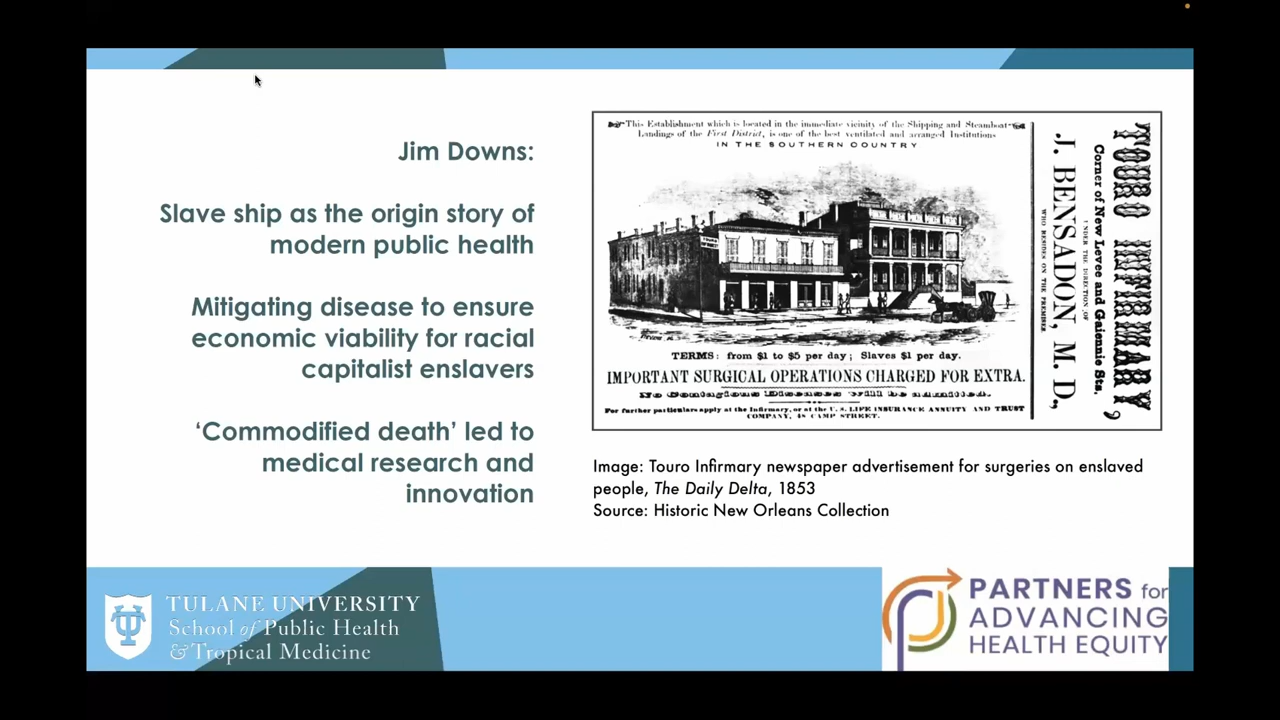 Jim Downs:
Slave ship as the origin story of
modern public health
Mitigating disease to ensure
economic viability for racial
capitalist enslavers
‘Commodified death’ led to
medical research and
innovation
This Establishment which is located in the immediate vicinity of the Shipping and Steamboat
Landings of the First District, is one of the best ventilated and arranged Institutions
IN THE SOUTHERN COUNTRY
TERMS: from $1 to $5 per day; Slaves $1 per day.
IMPORTANT SURGICAL OPERATIONS CHARGED FOR EXTRA.
No Contagious Diseases will be admitted.
For further particulars apply at the Infirmary, or at the U. S. LIFE INSURANCE ANNUITY AND TRUST
COMPANY, 48 CAMP STREET.
TOURO INFIRMARY,
Corner of New Levee and Gaiennie Sts.
UNDER THE DIRECTION OF
J. BENSADON, M. D.,
WHO RESIDES ON THE PREMISES
Image: Touro Infirmary newspaper advertisement for surgeries on enslaved
people, The Daily Delta, 1853
Source: Historic New Orleans Collection
TULANE UNIVERSITY
School of Public Health
& Tropical Medicine
PARTNERS for
ADVANCING
HEALTH EQUITY